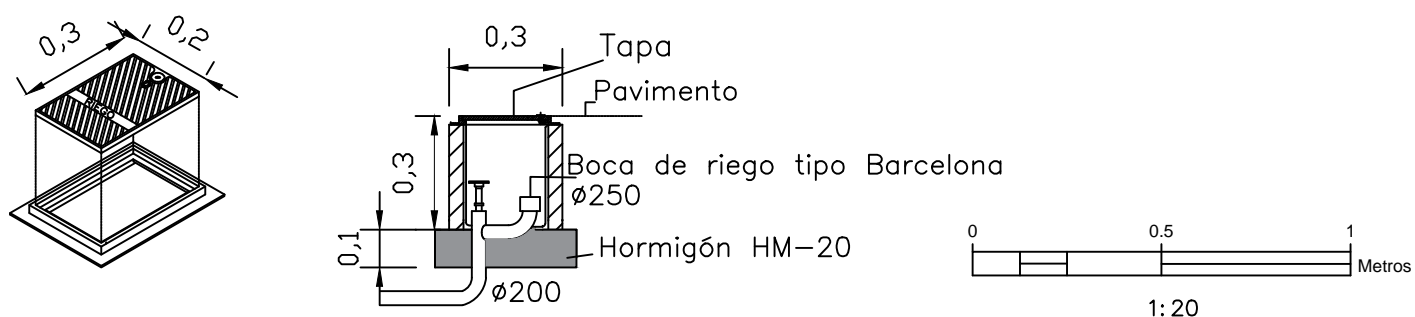 0,3
0,2
RIEGO
0,3
Tapa
Pavimento
0,3
Boca de riego tipo Barcelona
ø250
0,1
Hormigón HM-20
ø200
0
0.5
1
Metros
1:20